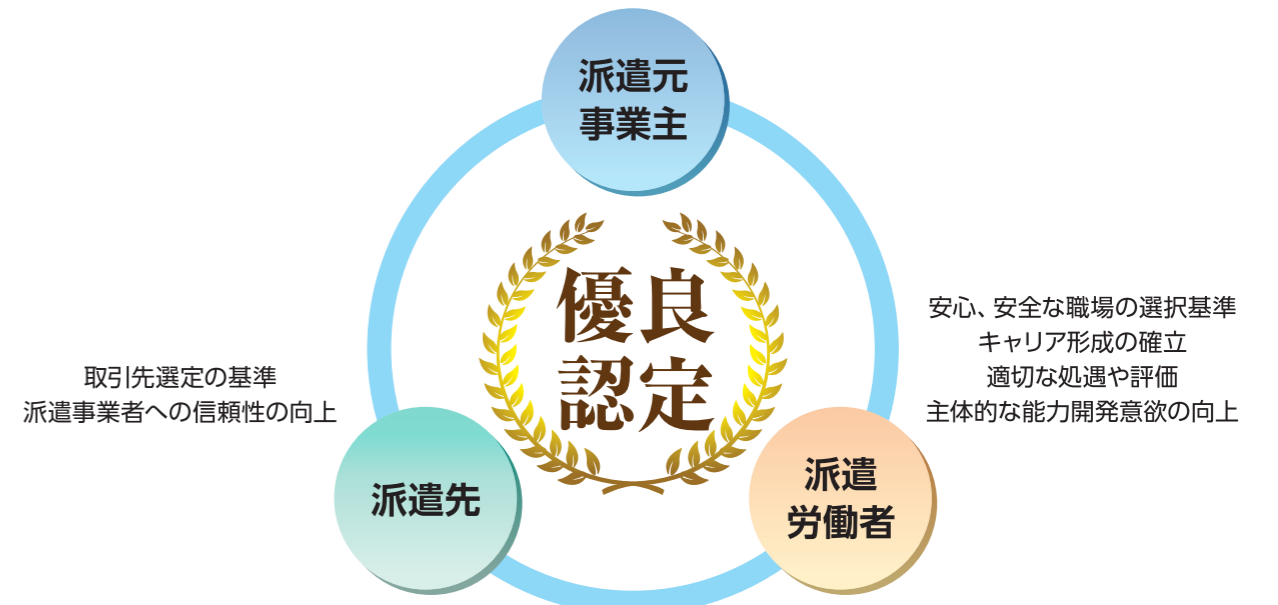 派遣元
事業主
優良
認定
取引先選定の基準
派遣事業者への信頼性の向上
派遣先
安心、安全な職場の選択基準
キャリア形成の確立
適切な処遇や評価
主体的な能力開発意欲の向上
派遣
労働者